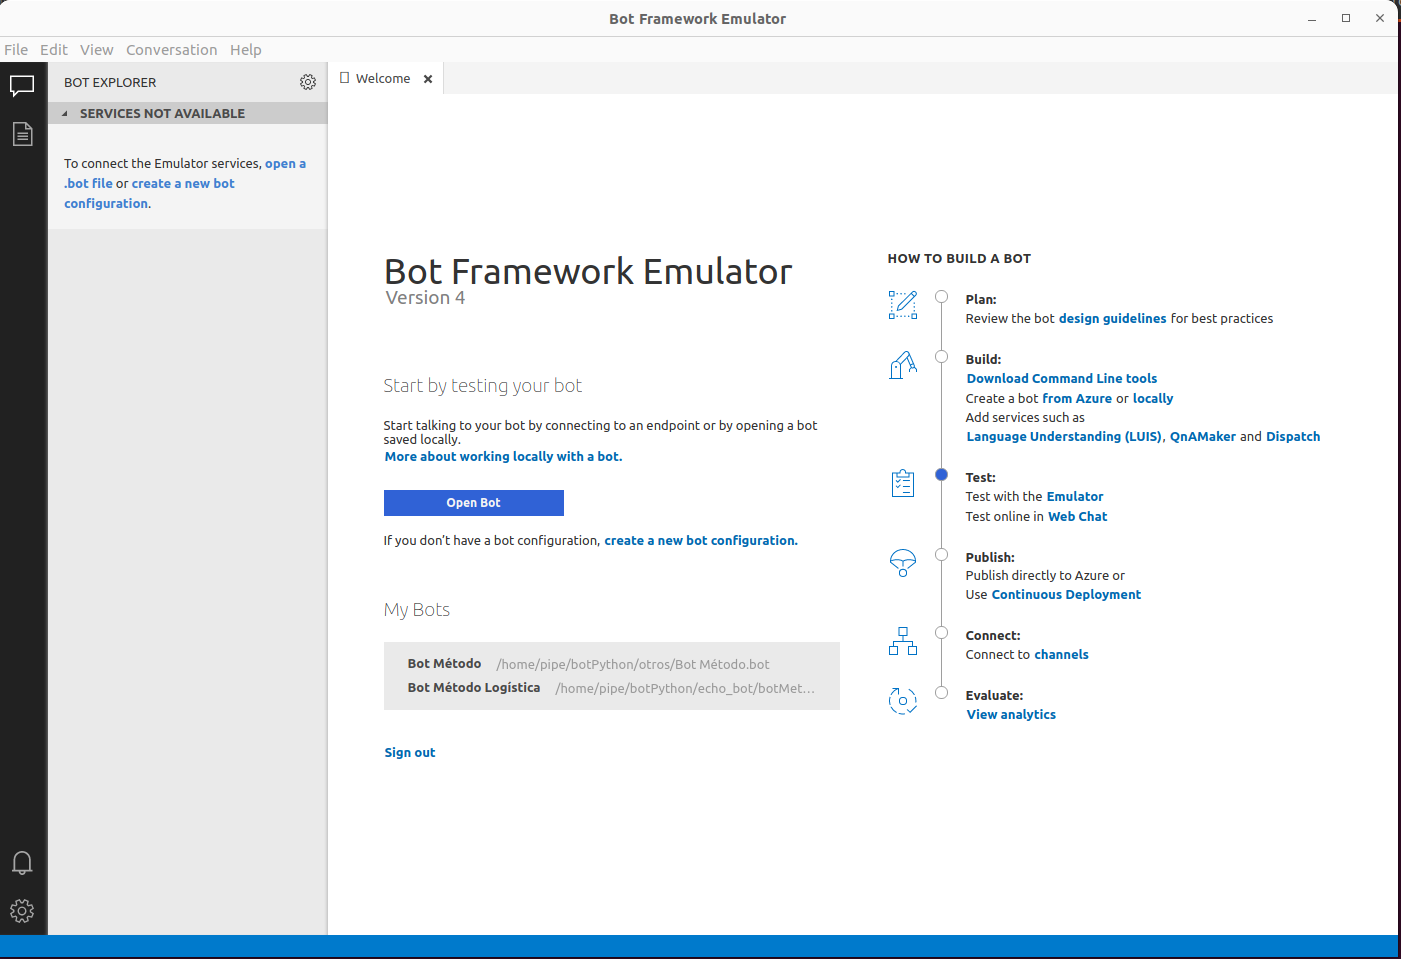 Bot Framework Emulator
File Edit View Conversation Help
BOT EXPLORER
SERVICES NOT AVAILABLE
To connect the Emulator services, open a
.bot file or create a new bot
configuration.
Welcome
Bot Framework Emulator
Version 4
Start by testing your bot
Start talking to your bot by connecting to an endpoint or by opening a bot
saved locally.
More about working locally with a bot.
Open Bot
If you don’t have a bot configuration, create a new bot configuration.
My Bots
Bot Método /home/pipe/botPython/otros/Bot Método.bot
Bot Método Logística /home/pipe/botPython/echo_bot/botMet...
Sign out
HOW TO BUILD A BOT
Plan:
Review the bot design guidelines for best practices
Build:
Download Command Line tools
Create a bot from Azure or locally
Add services such as
Language Understanding (LUIS), QnAMaker and Dispatch
Test:
Test with the Emulator
Test online in Web Chat
Publish:
Publish directly to Azure or
Use Continuous Deployment
Connect:
Connect to channels
Evaluate:
View analytics